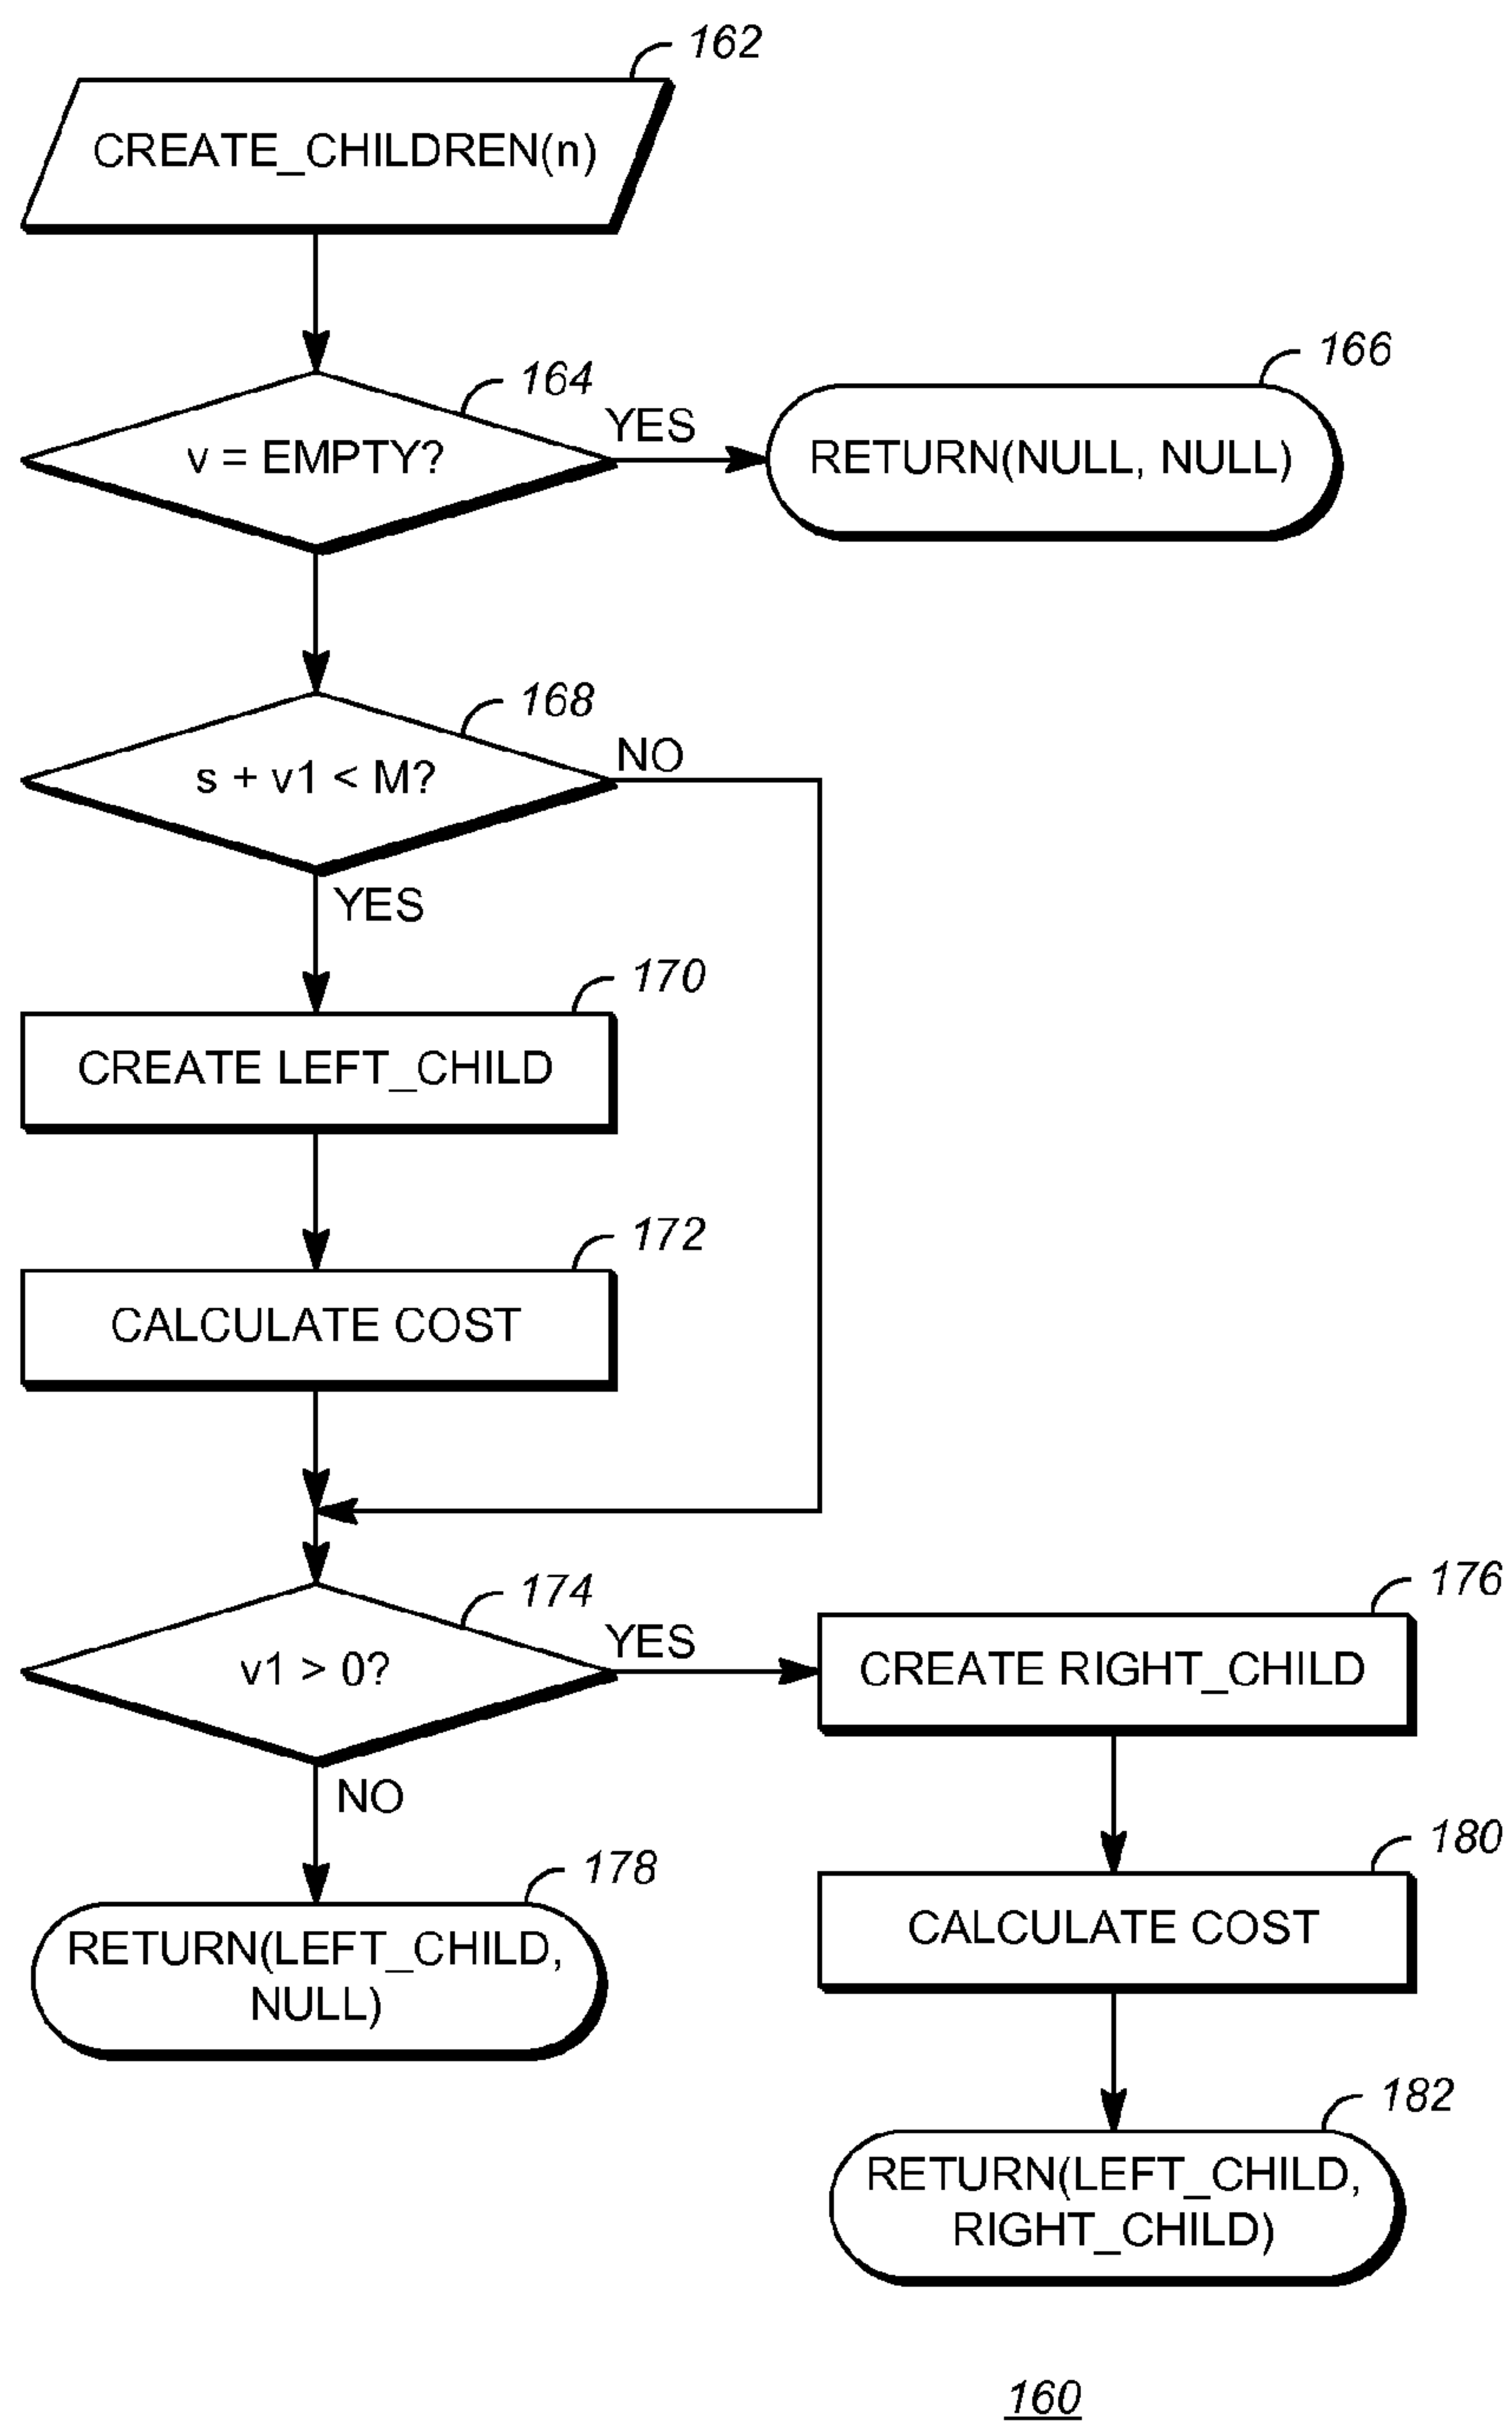 162
CREATE_CHILDREN(n)
164
v = EMPTY?
YES
166
RETURN(NULL, NULL)
168
s + v1 < M?
NO
YES
170
CREATE LEFT_CHILD
172
CALCULATE COST
174
v1 > 0?
YES
176
CREATE RIGHT_CHILD
NO
178
RETURN(LEFT_CHILD,
NULL)
180
CALCULATE COST
182
RETURN(LEFT_CHILD,
RIGHT_CHILD)
160